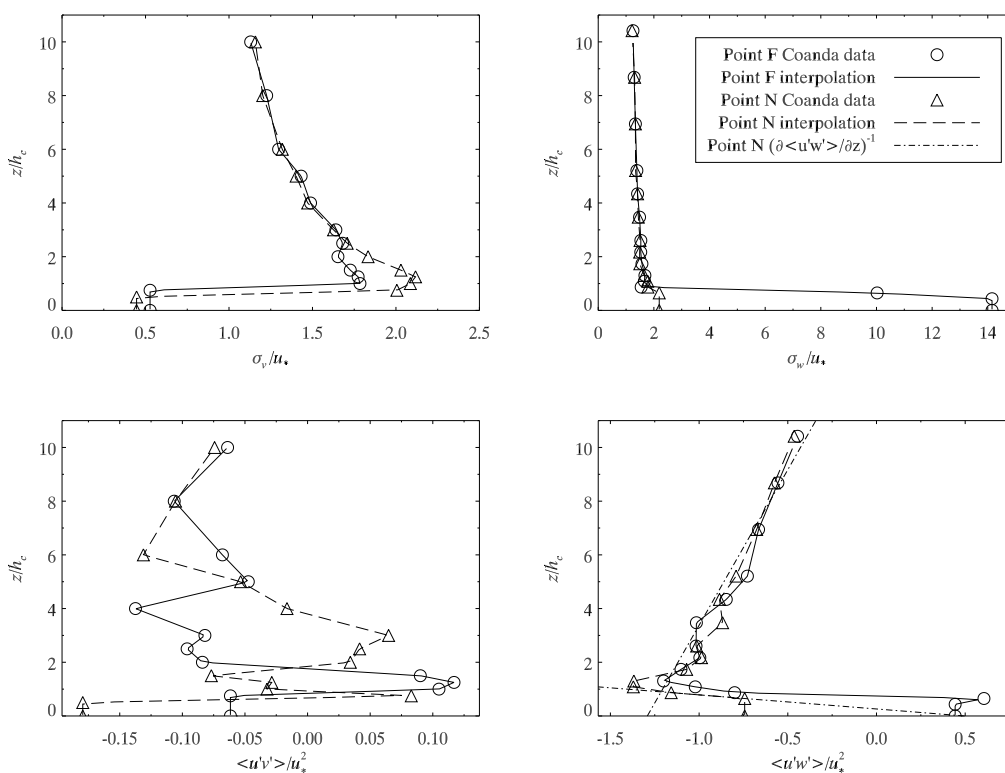 10
8
6
4
2
0
z/h_c
0.0 0.5 1.0 1.5 2.0 2.5
σ_v/u_*
10
8
6
4
2
0
z/h_c
0 2 4 6 8 10 12 14
σ_w/u_*
Point F Coanda data
Point F interpolation
Point N Coanda data
Point N interpolation
Point N (∂<u'w'>/∂z)⁻¹
10
8
6
4
2
0
z/h_c
-0.15 -0.10 -0.05 0.00 0.05 0.10
<u'v'>/u_*²
10
8
6
4
2
0
z/h_c
-1.5 -1.0 -0.5 0.0 0.5
<u'w'>/u_*²